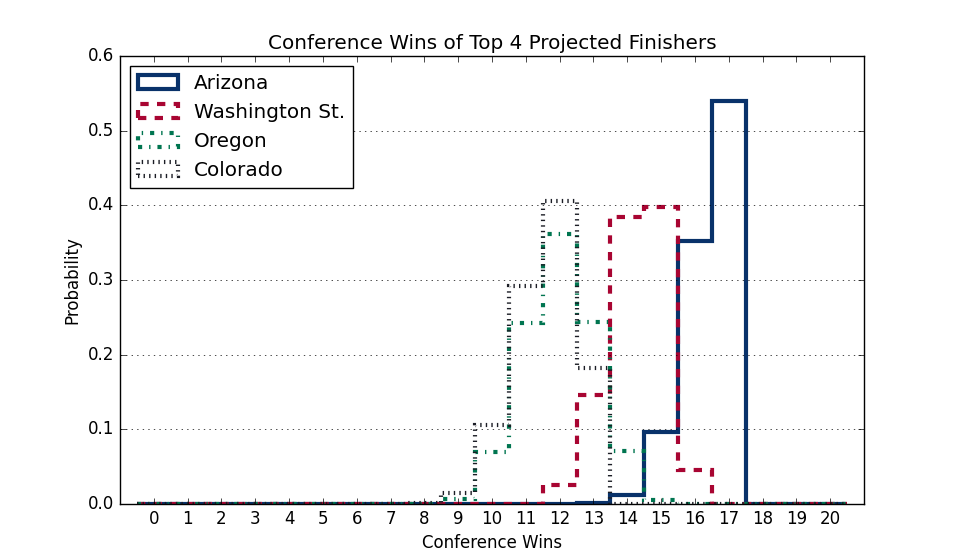 Conference Wins of Top 4 Projected Finishers
0.6
0.5
0.4
0.3
0.2
0.1
0.0
Probability
Arizona
Washington St.
Oregon
Colorado
0 1 2 3 4 5 6 7 8 9 10 11 12 13 14 15 16 17 18 19 20
Conference Wins